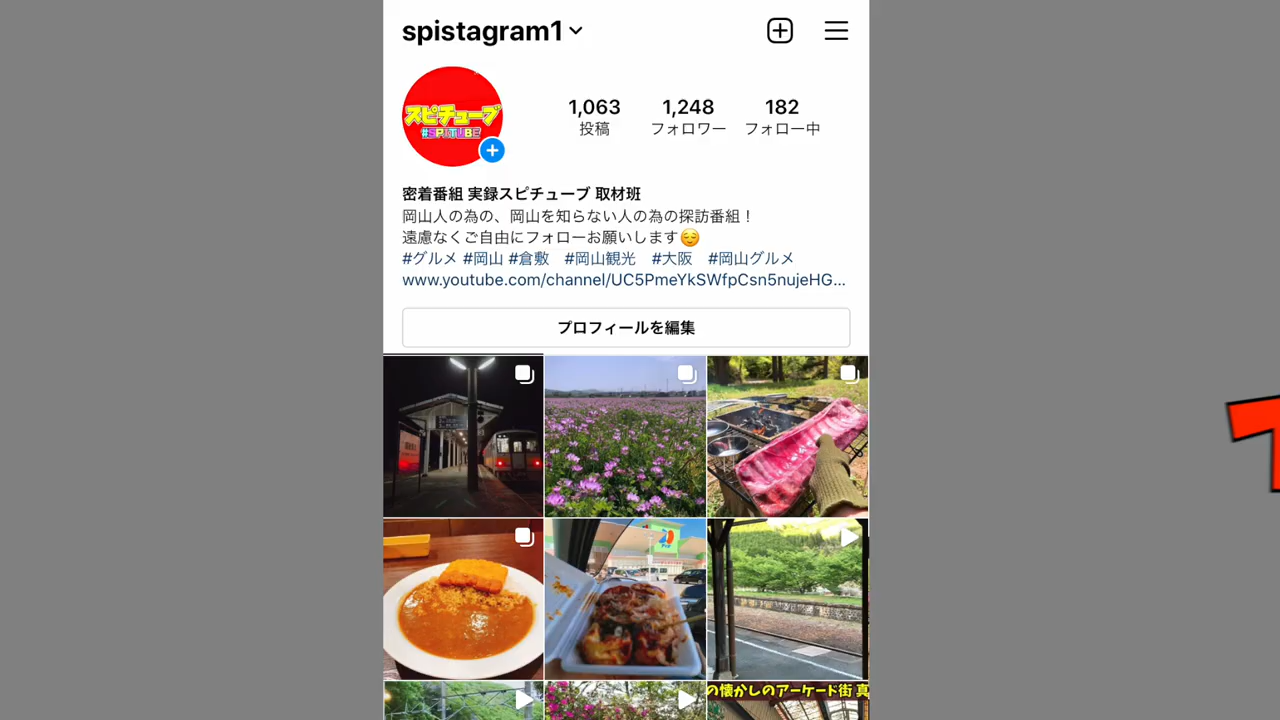 spistagram1
スピチューブ
#SPITUBE
1,063
1,248
182
投稿
フォロワー
フォロー中
密着番組 実録スピチューブ 取材班
岡山人の為の、岡山を知らない人の為の探訪番組！
遠慮なくご自由にフォローお願いします😌
#グルメ #岡山 #倉敷　#岡山観光　#大阪　#岡山グルメ
www.youtube.com/channel/UC5PmeYkSWfpCsn5nujeHG...
プロフィールを編集
の懐かしのアーケード街 真